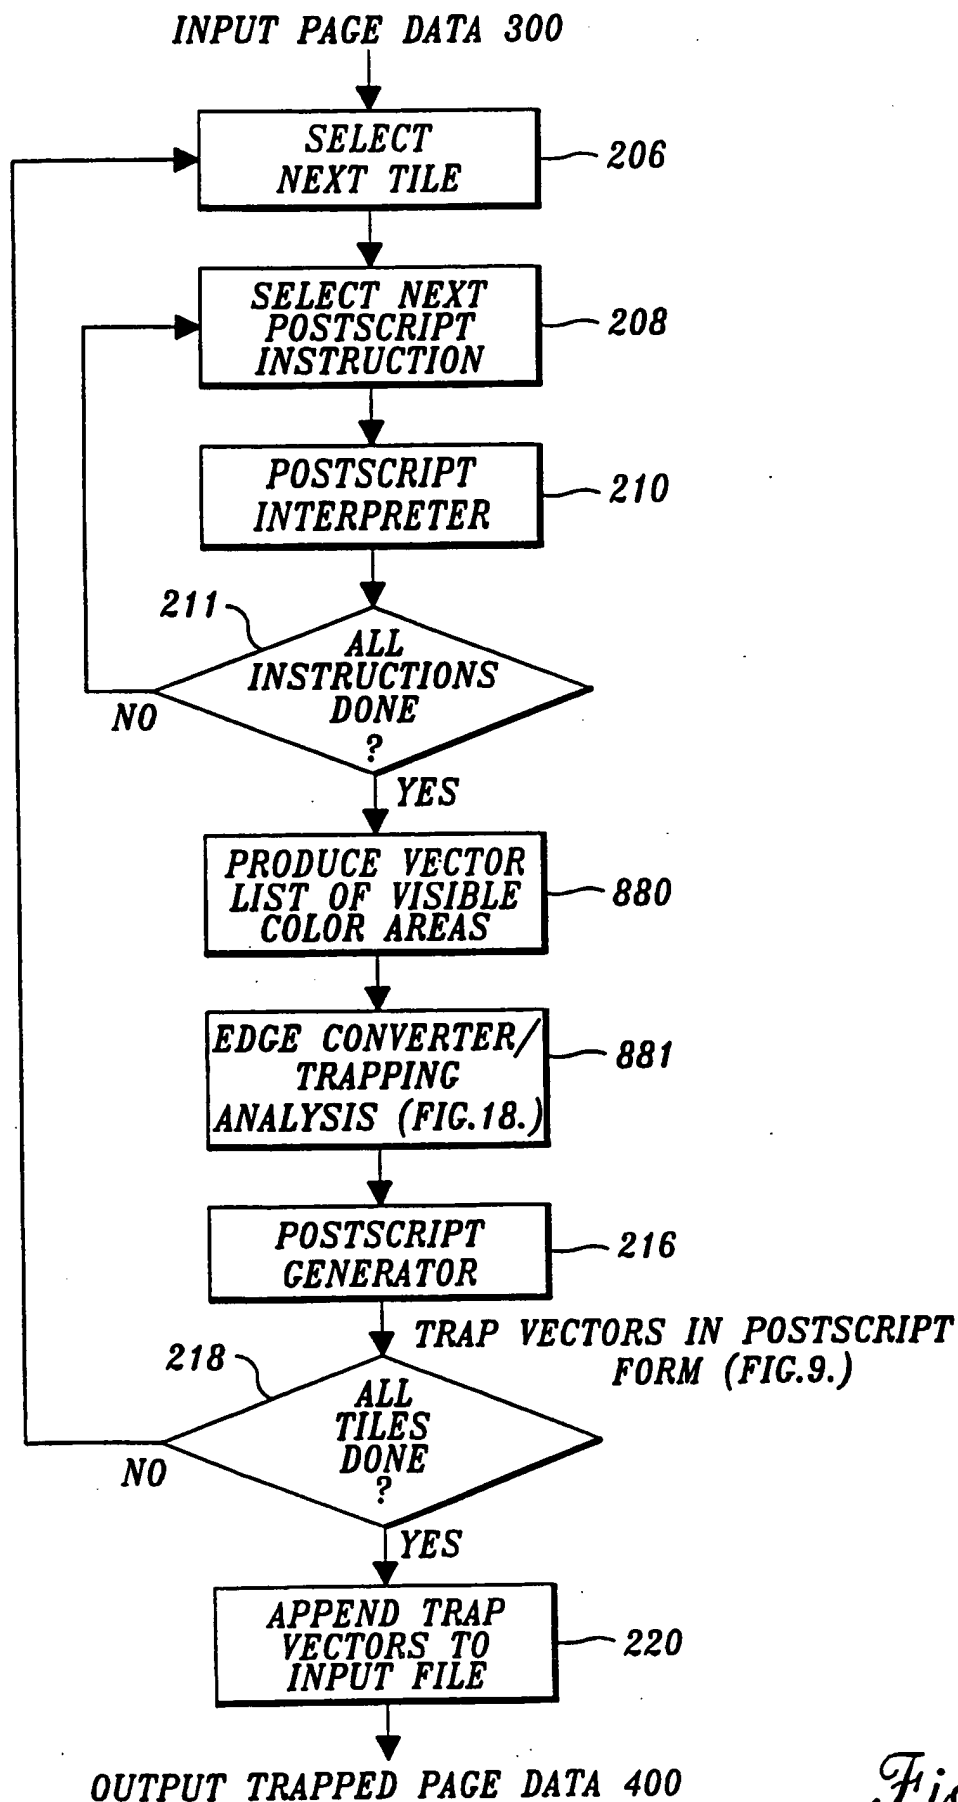 INPUT PAGE DATA 300
SELECT
NEXT TILE
206
SELECT NEXT
POSTSCRIPT
INSTRUCTION
208
POSTSCRIPT
INTERPRETER
210
211
ALL
INSTRUCTIONS
DONE
?
NO
YES
PRODUCE VECTOR
LIST OF VISIBLE
COLOR AREAS
880
EDGE CONVERTER/
TRAPPING
ANALYSIS (FIG.18.)
881
POSTSCRIPT
GENERATOR
216
TRAP VECTORS IN POSTSCRIPT
FORM (FIG.9.)
218
ALL
TILES
DONE
?
NO
YES
APPEND TRAP
VECTORS TO
INPUT FILE
220
OUTPUT TRAPPED PAGE DATA 400